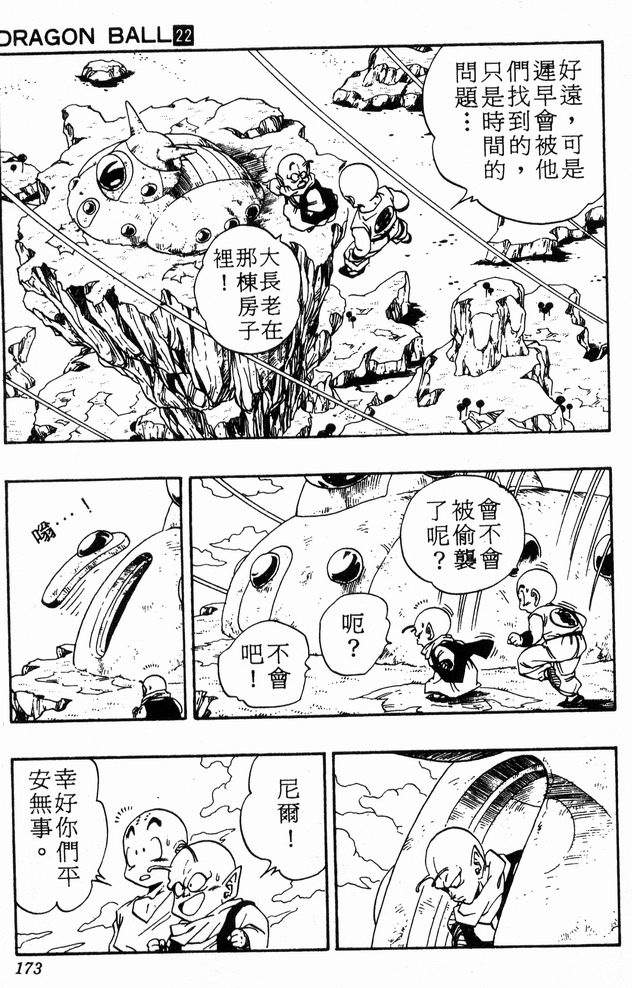 DRAGON BALL 22
好遠，可是
遲早會被他
們找到的，
只是時間的
問題…
大長老在
那棟房子
裡！
會不會
被偷襲
了呢？
呃？
不會
吧！
嗡…！
尼爾！
幸好你們平
安無事。
173